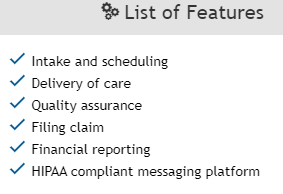 List of Features
Intake and scheduling
Delivery of care
Quality assurance
Filing claim
Financial reporting
HIPAA compliant messaging platform